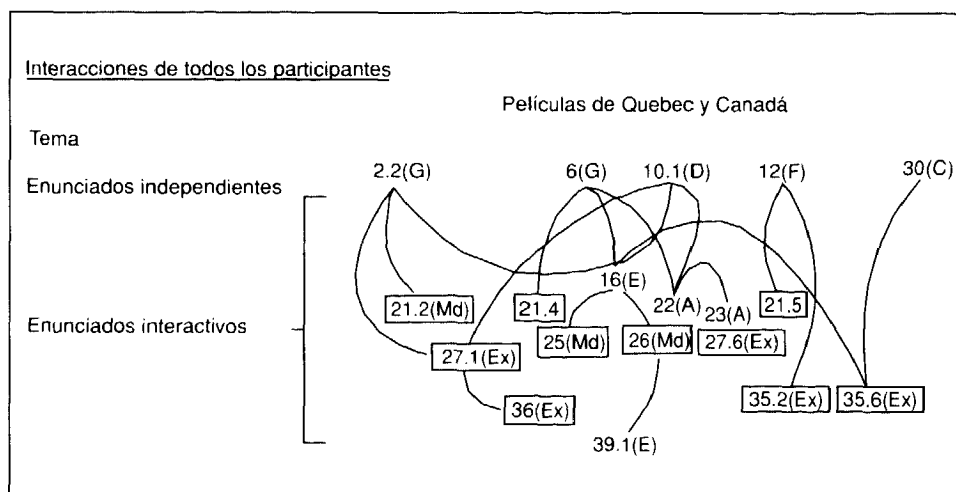 Interacciones de todos los participantes
Películas de Quebec y Canadá
Tema
2.2(G) 6(G) 10.1(D) 12(F) 30(C)
Enunciados independientes
16(E)
21.2(Md) 21.4 22(A) 23(A) 21.5
Enunciados interactivos
25(Md) 26(Md) 27.6(Ex)
27.1(Ex)
36(Ex) 35.2(Ex) 35.6(Ex)
39.1(E)